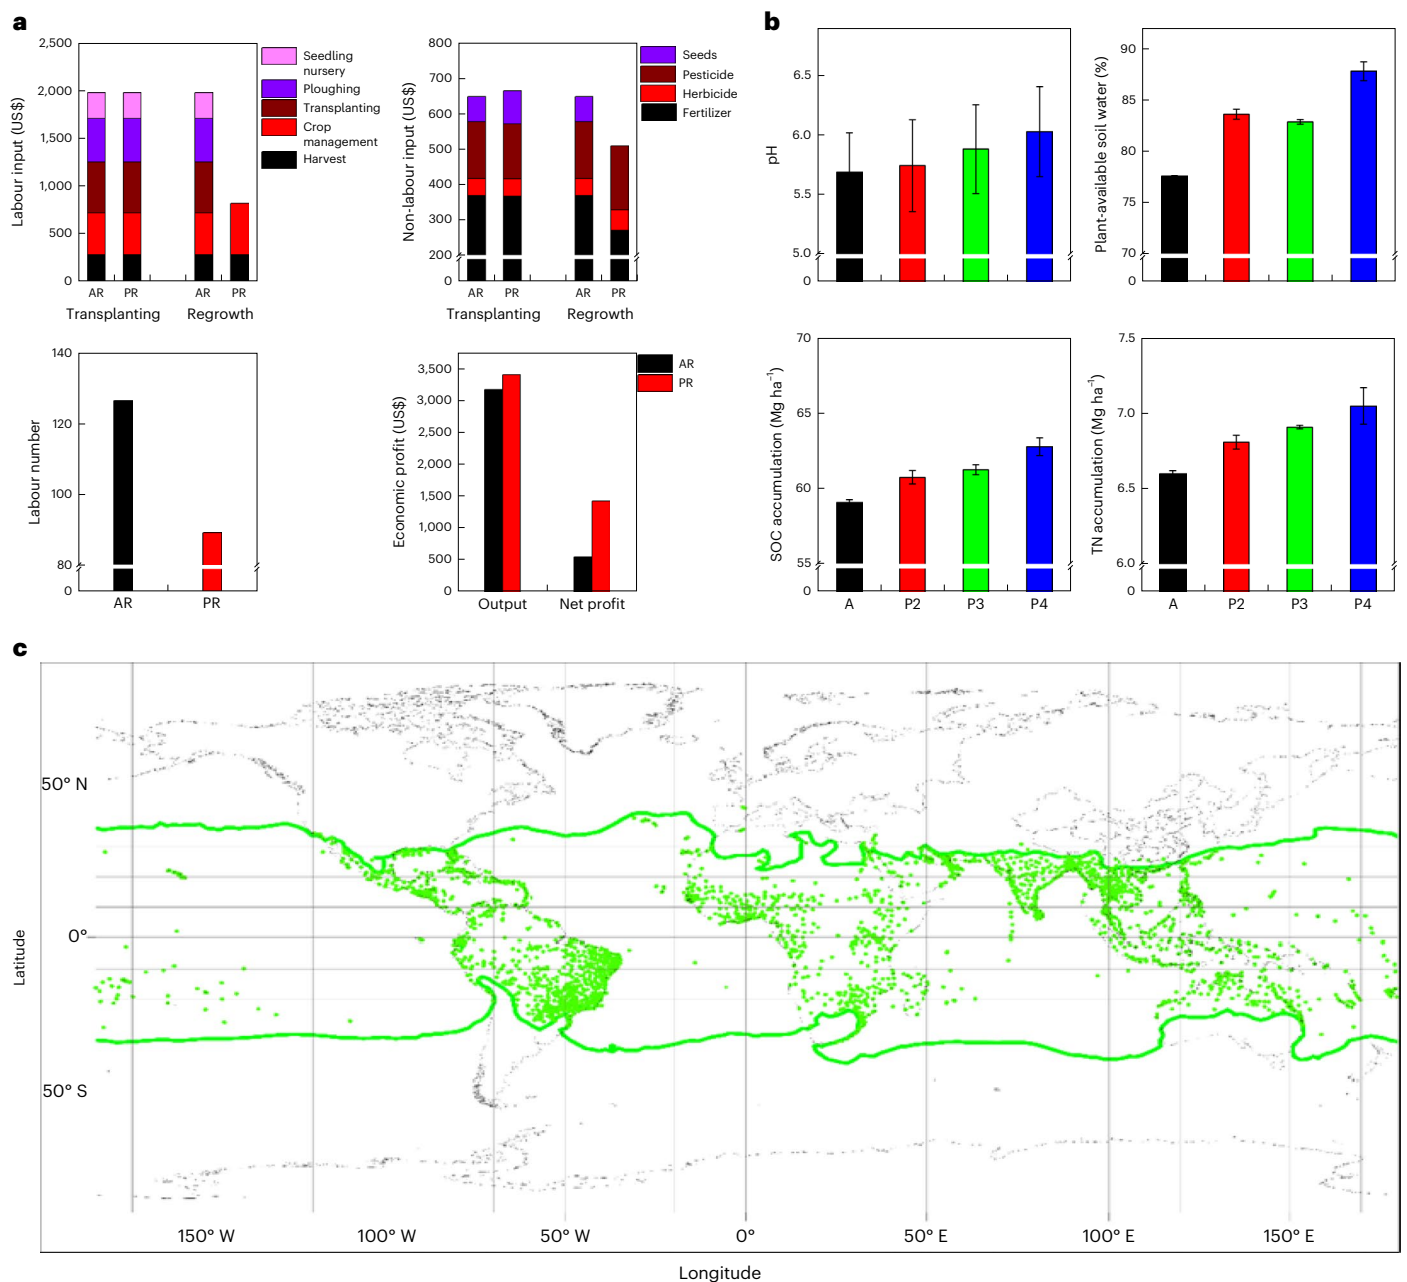 a
Labour input (US$)
2,500
2,000
1,500
1,000
500
0
AR
PR
AR
PR
Transplanting
Regrowth
Seedling
nursery
Ploughing
Transplanting
Crop
management
Harvest
Non-labour input (US$)
800
700
600
500
400
300
200
0
AR
PR
AR
PR
Transplanting
Regrowth
Seeds
Pesticide
Herbicide
Fertilizer
Labour number
140
120
100
80
0
AR
PR
Economic profit (US$)
3,500
3,000
2,500
2,000
1,500
1,000
500
0
Output
Net profit
AR
PR
b
pH
6.5
6.0
5.5
5.0
0
Plant-available soil water (%)
90
85
80
75
70
0
SOC accumulation (Mg ha⁻¹)
70
65
60
55
0
A
P2
P3
P4
TN accumulation (Mg ha⁻¹)
7.5
7.0
6.5
6.0
0
A
P2
P3
P4
c
Latitude
50° N
0°
50° S
150° W
100° W
50° W
0°
50° E
100° E
150° E
Longitude